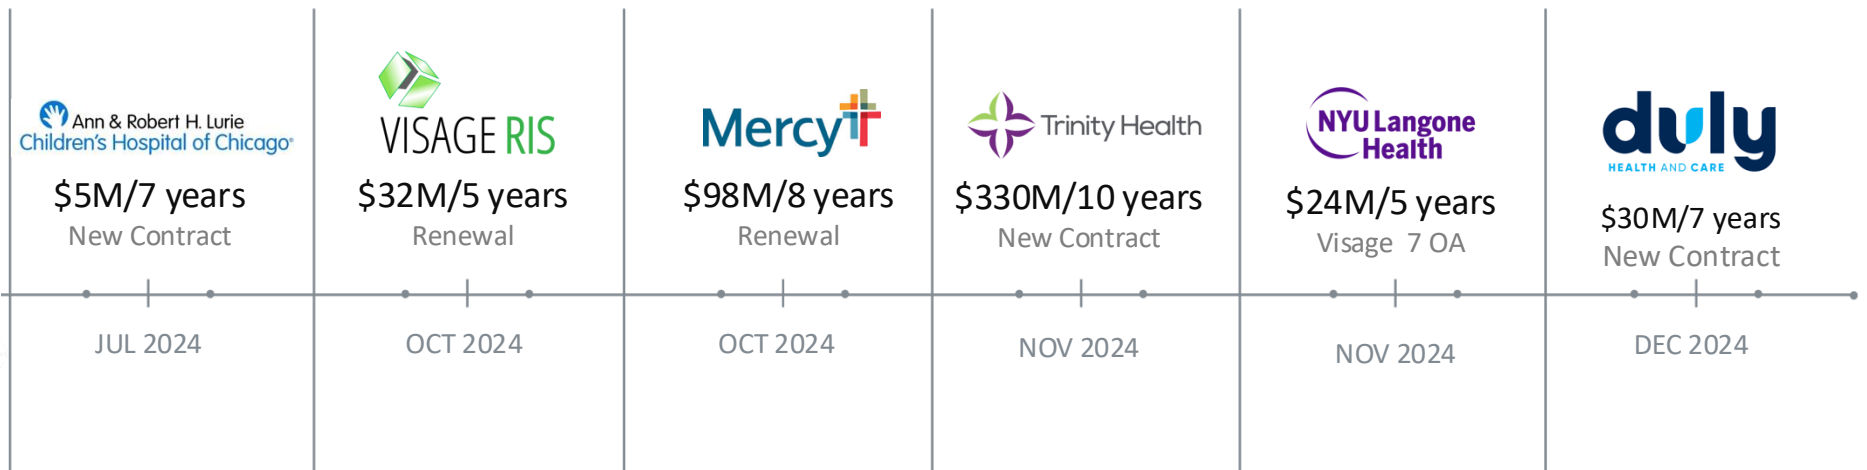 Ann & Robert H. Lurie
Children's Hospital of Chicago®
$5M/7 years
New Contract
JUL 2024
VISAGE RIS
$32M/5 years
Renewal
OCT 2024
Mercy
$98M/8 years
Renewal
OCT 2024
Trinity Health
$330M/10 years
New Contract
NOV 2024
NYU Langone
Health
$24M/5 years
Visage 7 OA
NOV 2024
duly
HEALTH AND CARE
$30M/7 years
New Contract
DEC 2024